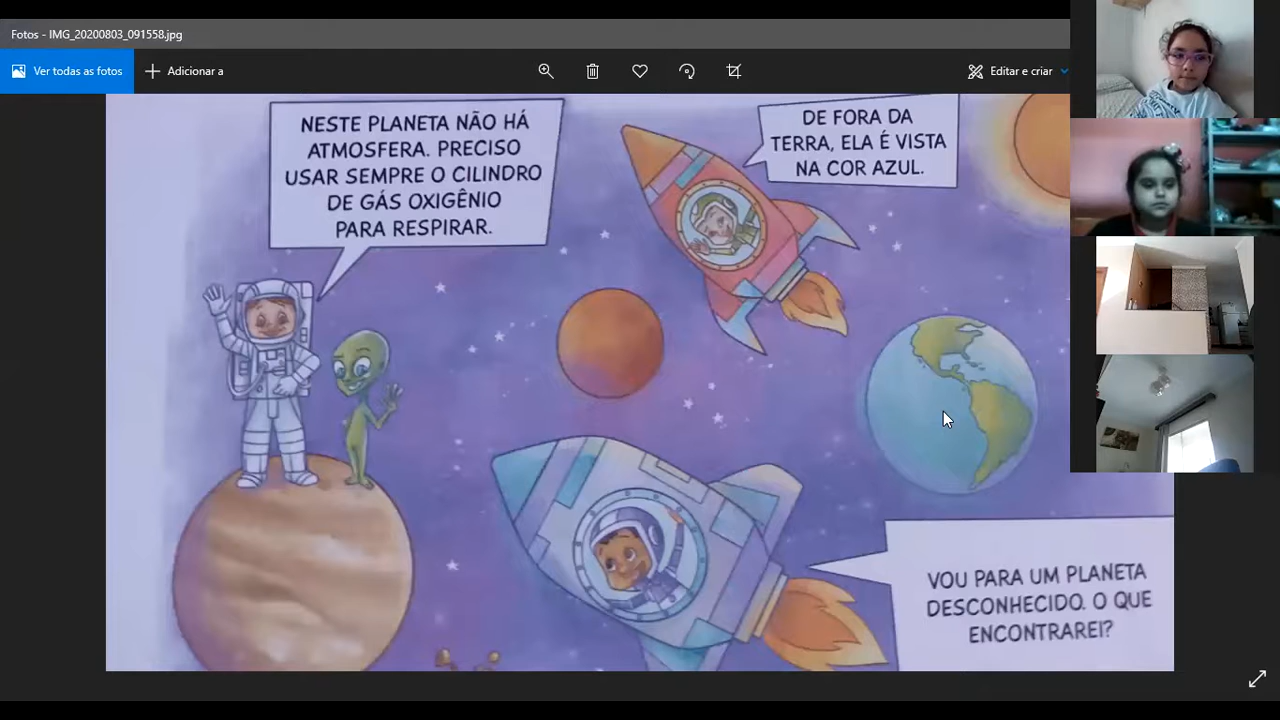 Fotos - IMG_20200803_091558.jpg
Ver todas as fotos
Adicionar a
Editar e criar
NESTE PLANETA NÃO HÁ
ATMOSFERA. PRECISO
USAR SEMPRE O CILINDRO
DE GÁS OXIGÊNIO
PARA RESPIRAR.
DE FORA DA
TERRA, ELA É VISTA
NA COR AZUL.
VOU PARA UM PLANETA
DESCONHECIDO. O QUE
ENCONTRAREI?